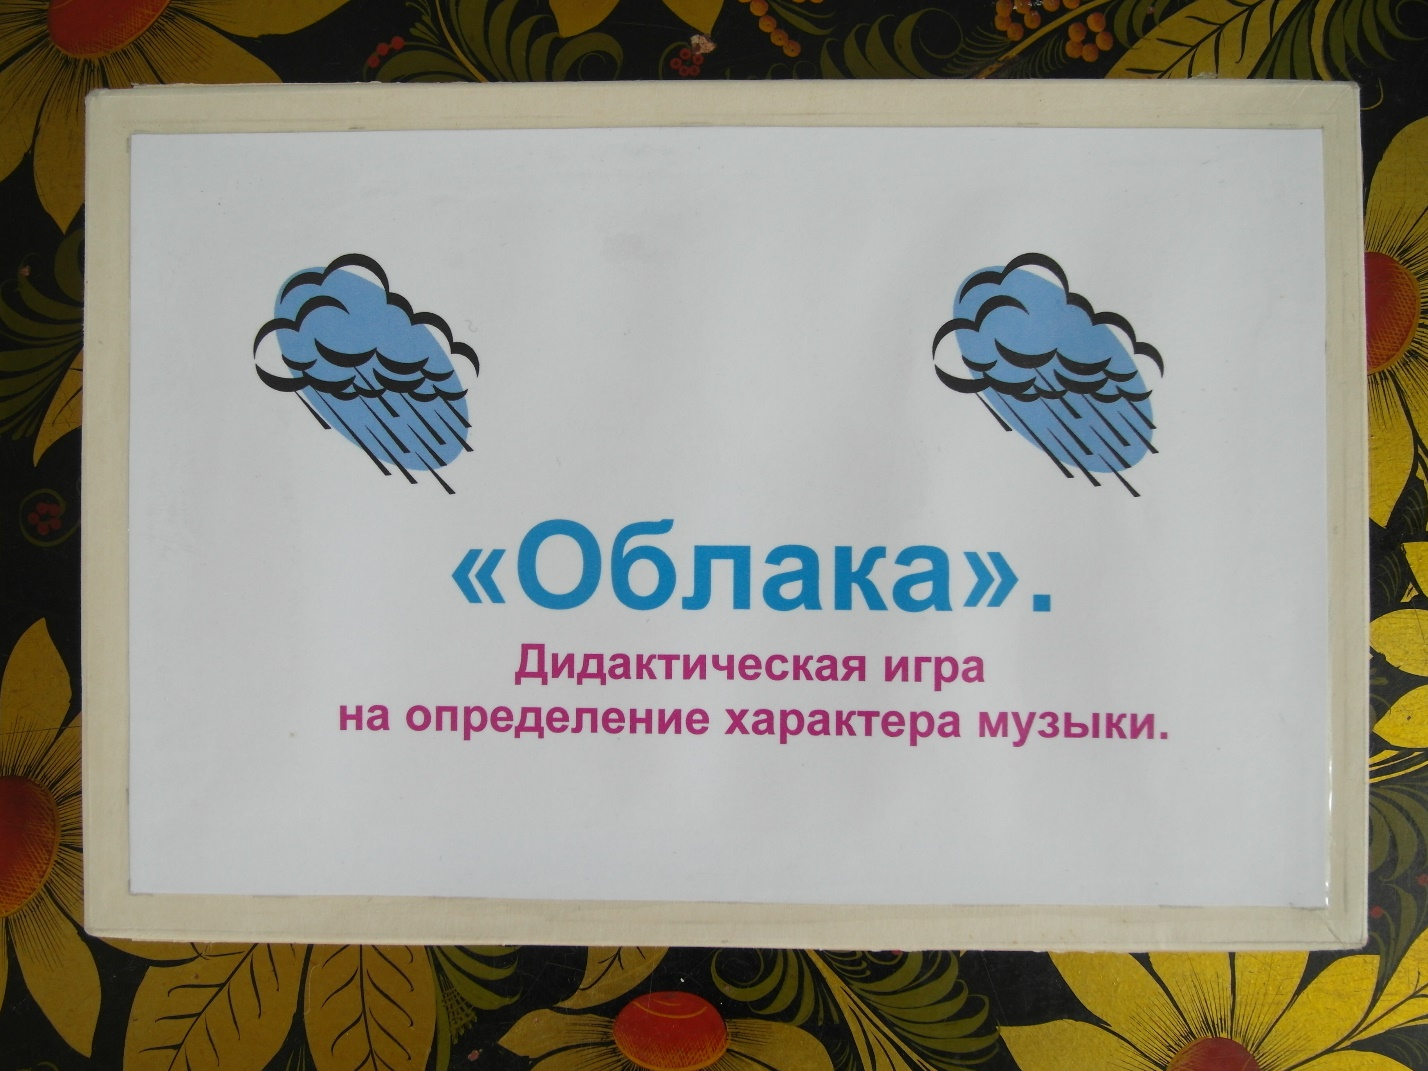 «Облака».
Дидактическая игра
на определение характера музыки.